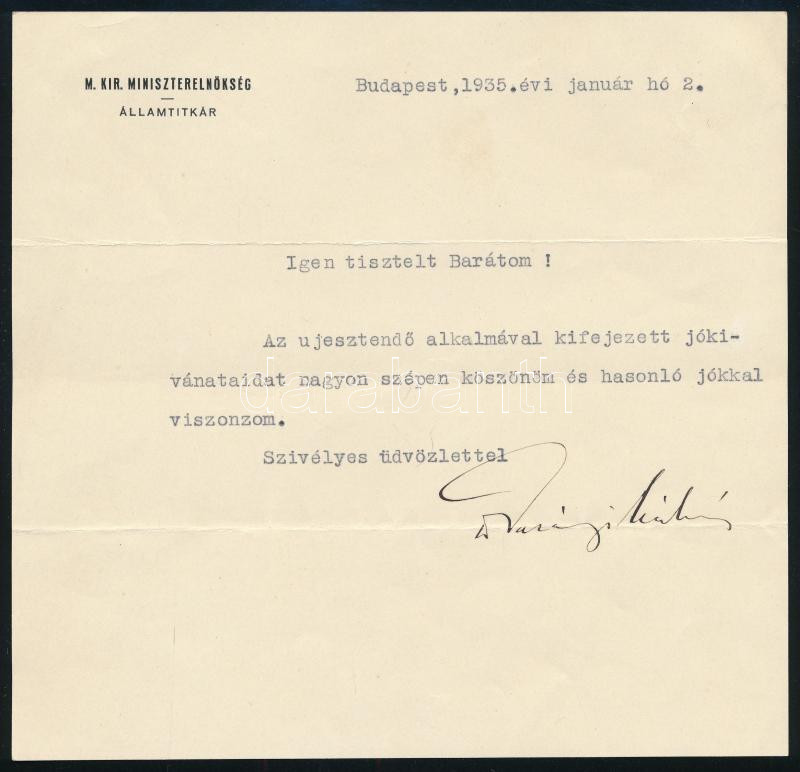 M. KIR. MINISZTERELNÖKSÉG
ÁLLAMTITKÁR
Budapest,1935.évi január hó 2.
Igen tisztelt Barátom !
Az ujesztendő alkalmával kifejezett jóki-
vánataidat nagyon szépen köszönöm és hasonló jókkal
darabanth
viszonzom.
Szivélyes üdvözlettel